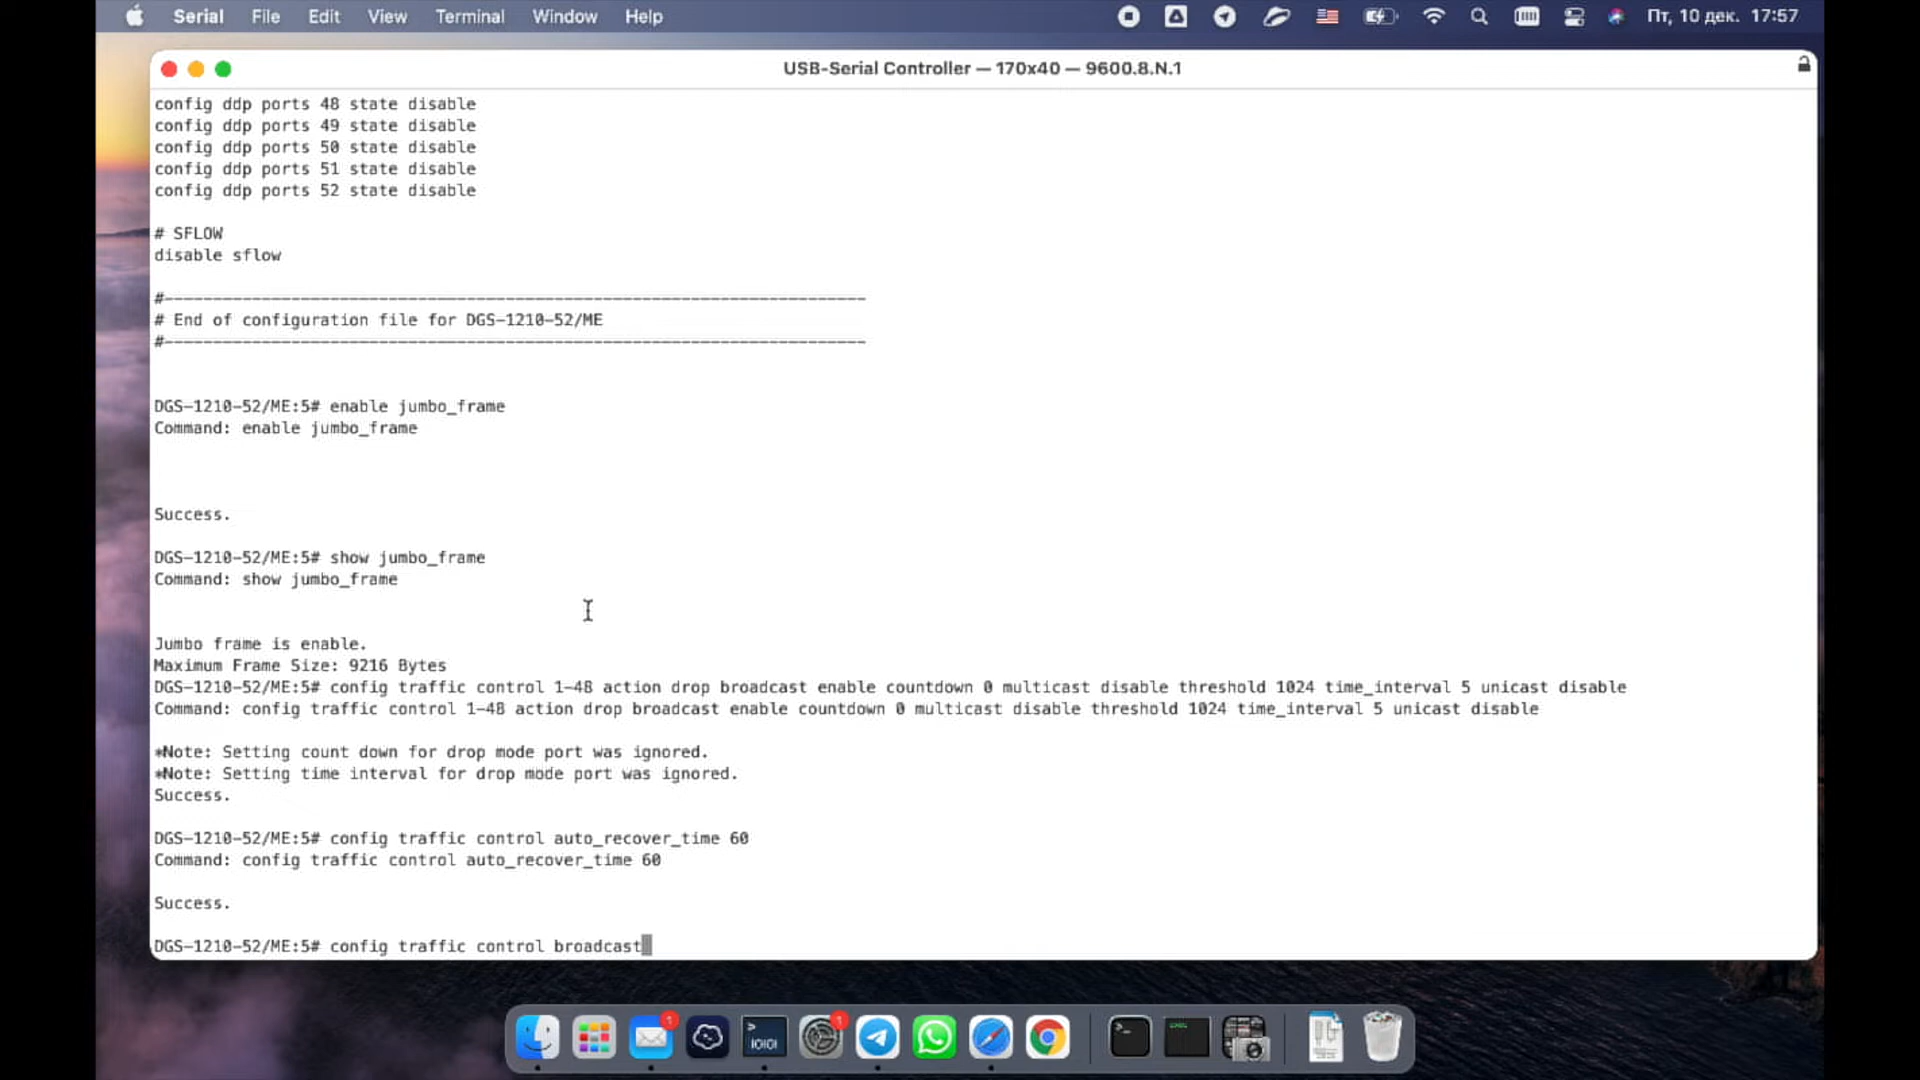 Serial File Edit View Terminal Window Help Пт, 10 дек. 17:57
USB-Serial Controller — 170x40 — 9600.8.N.1
config ddp ports 48 state disable
config ddp ports 49 state disable
config ddp ports 50 state disable
config ddp ports 51 state disable
config ddp ports 52 state disable
# SFLOW
disable sflow
#------------------------------------------------------------------------
# End of configuration file for DGS-1210-52/ME
#------------------------------------------------------------------------
DGS-1210-52/ME:5# enable jumbo_frame
Command: enable jumbo_frame
Success.
DGS-1210-52/ME:5# show jumbo_frame
Command: show jumbo_frame
Jumbo frame is enable.
Maximum Frame Size: 9216 Bytes
DGS-1210-52/ME:5# config traffic control 1-48 action drop broadcast enable countdown 0 multicast disable threshold 1024 time_interval 5 unicast disable
Command: config traffic control 1-48 action drop broadcast enable countdown 0 multicast disable threshold 1024 time_interval 5 unicast disable
*Note: Setting count down for drop mode port was ignored.
*Note: Setting time interval for drop mode port was ignored.
Success.
DGS-1210-52/ME:5# config traffic control auto_recover_time 60
Command: config traffic control auto_recover_time 60
Success.
DGS-1210-52/ME:5# config traffic control broadcast